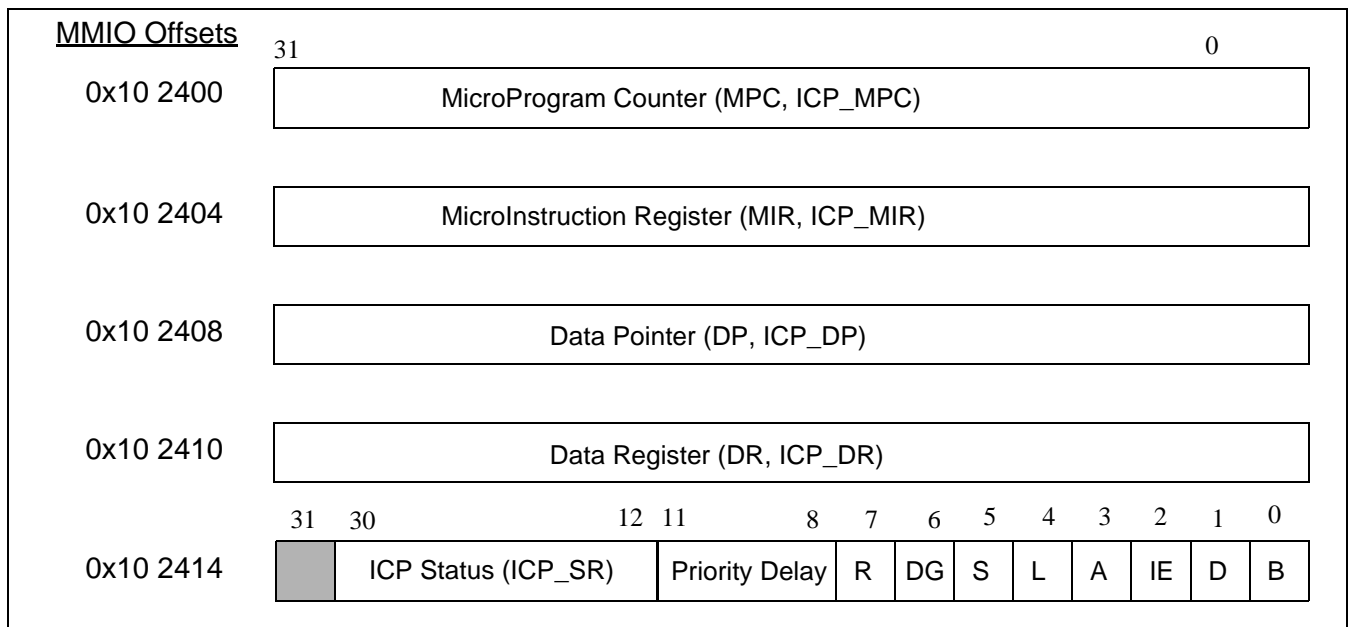 MMIO Offsets
31 0
0x10 2400 MicroProgram Counter (MPC, ICP_MPC)
0x10 2404 MicroInstruction Register (MIR, ICP_MIR)
0x10 2408 Data Pointer (DP, ICP_DP)
0x10 2410 Data Register (DR, ICP_DR)
31 30 12 11 8 7 6 5 4 3 2 1 0
0x10 2414 ICP Status (ICP_SR) Priority Delay R DG S L A IE D B